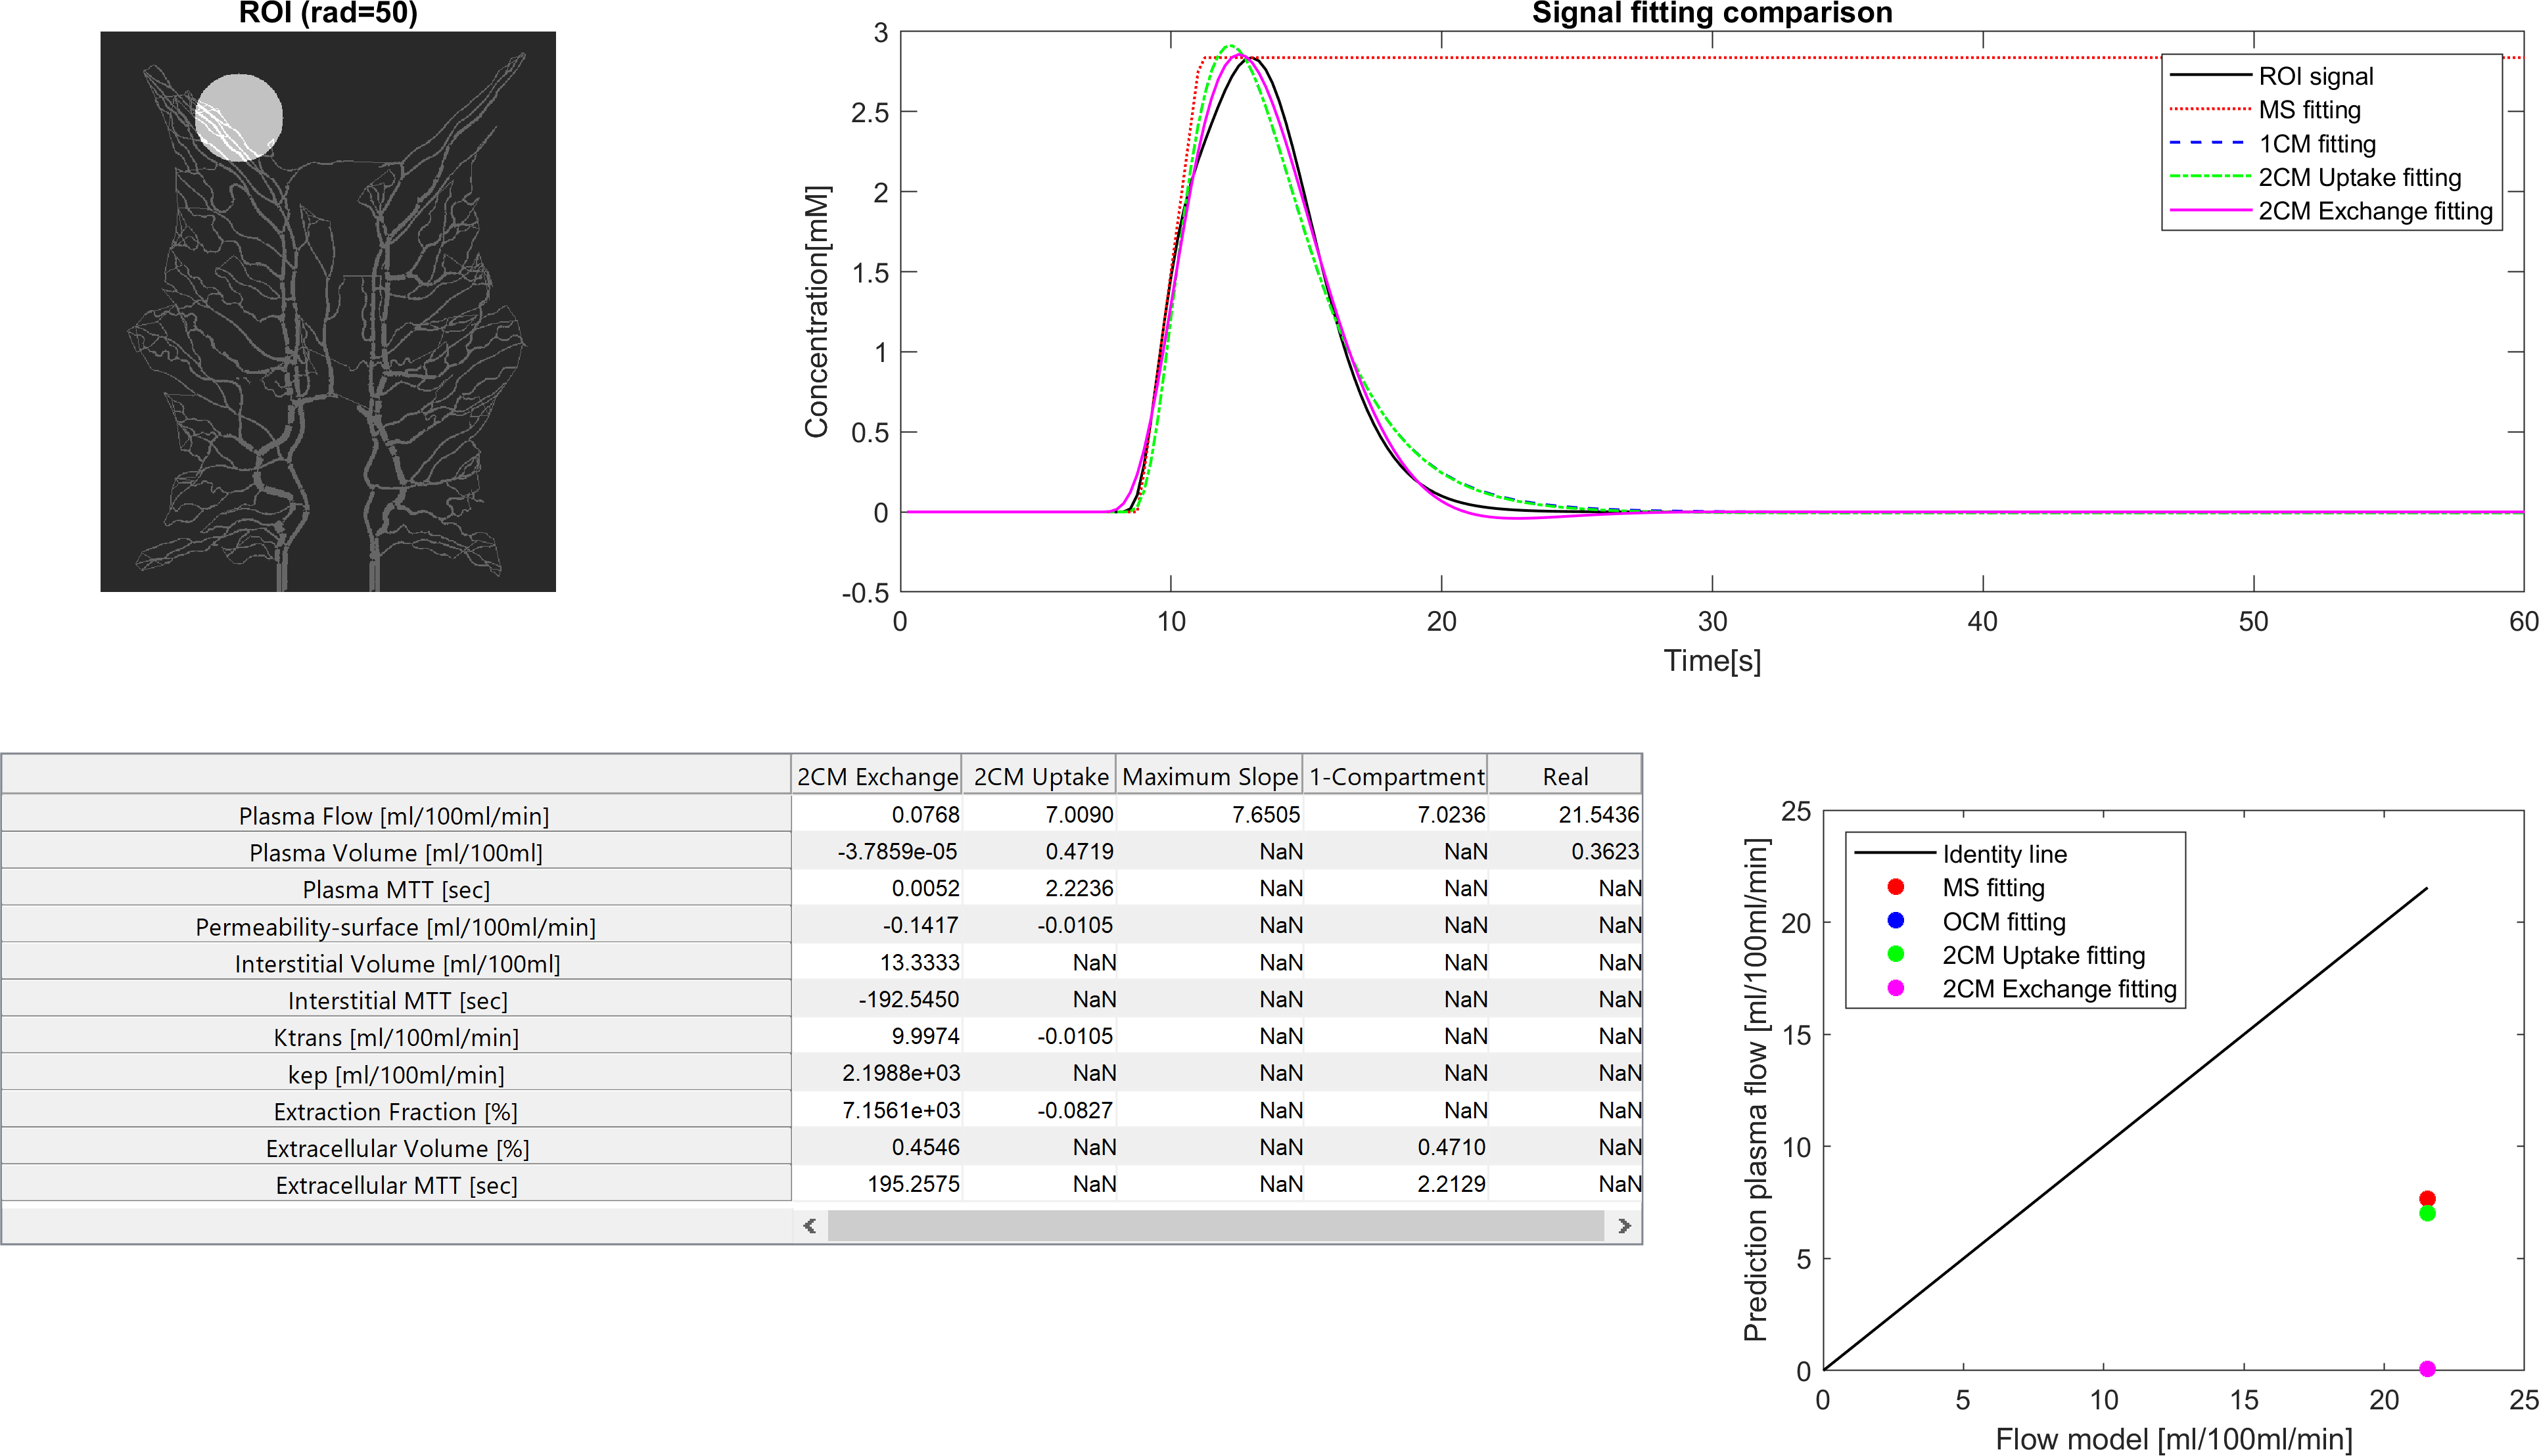 ROI (rad=50)
Signal fitting comparison
3
2.5
2
1.5
1
0.5
0
-0.5
Concentration[mM]
0 10 20 30 40 50 60
Time[s]
ROI signal
MS fitting
1CM fitting
2CM Uptake fitting
2CM Exchange fitting
2CM Exchange 2CM Uptake Maximum Slope 1-Compartment Real
Plasma Flow [ml/100ml/min] 0.0768 7.0090 7.6505 7.0236 21.5436
Plasma Volume [ml/100ml] -3.7859e-05 0.4719 NaN NaN 0.3623
Plasma MTT [sec] 0.0052 2.2236 NaN NaN NaN
Permeability-surface [ml/100ml/min] -0.1417 -0.0105 NaN NaN NaN
Interstitial Volume [ml/100ml] 13.3333 NaN NaN NaN NaN
Interstitial MTT [sec] -192.5450 NaN NaN NaN NaN
Ktrans [ml/100ml/min] 9.9974 -0.0105 NaN NaN NaN
kep [ml/100ml/min] 2.1988e+03 NaN NaN NaN NaN
Extraction Fraction [%] 7.1561e+03 -0.0827 NaN NaN NaN
Extracellular Volume [%] 0.4546 NaN NaN 0.4710 NaN
Extracellular MTT [sec] 195.2575 NaN NaN 2.2129 NaN
25
20
15
10
5
0
Prediction plasma flow [ml/100ml/min]
Identity line
MS fitting
OCM fitting
2CM Uptake fitting
2CM Exchange fitting
0 5 10 15 20 25
Flow model [ml/100ml/min]